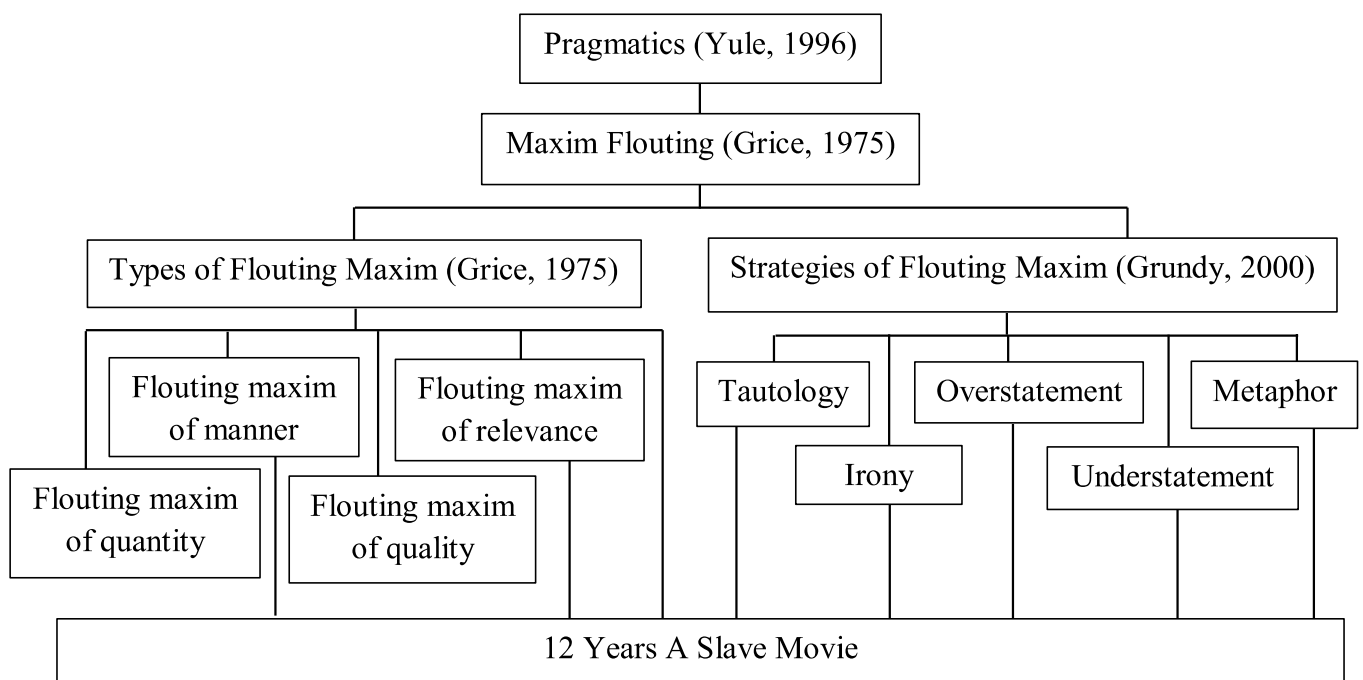 Pragmatics (Yule, 1996)
Maxim Flouting (Grice, 1975)
Types of Flouting Maxim (Grice, 1975)
Strategies of Flouting Maxim (Grundy, 2000)
Flouting maxim
of manner
Flouting maxim
of relevance
Tautology
Overstatement
Metaphor
Flouting maxim
of quantity
Flouting maxim
of quality
Irony
Understatement
12 Years A Slave Movie